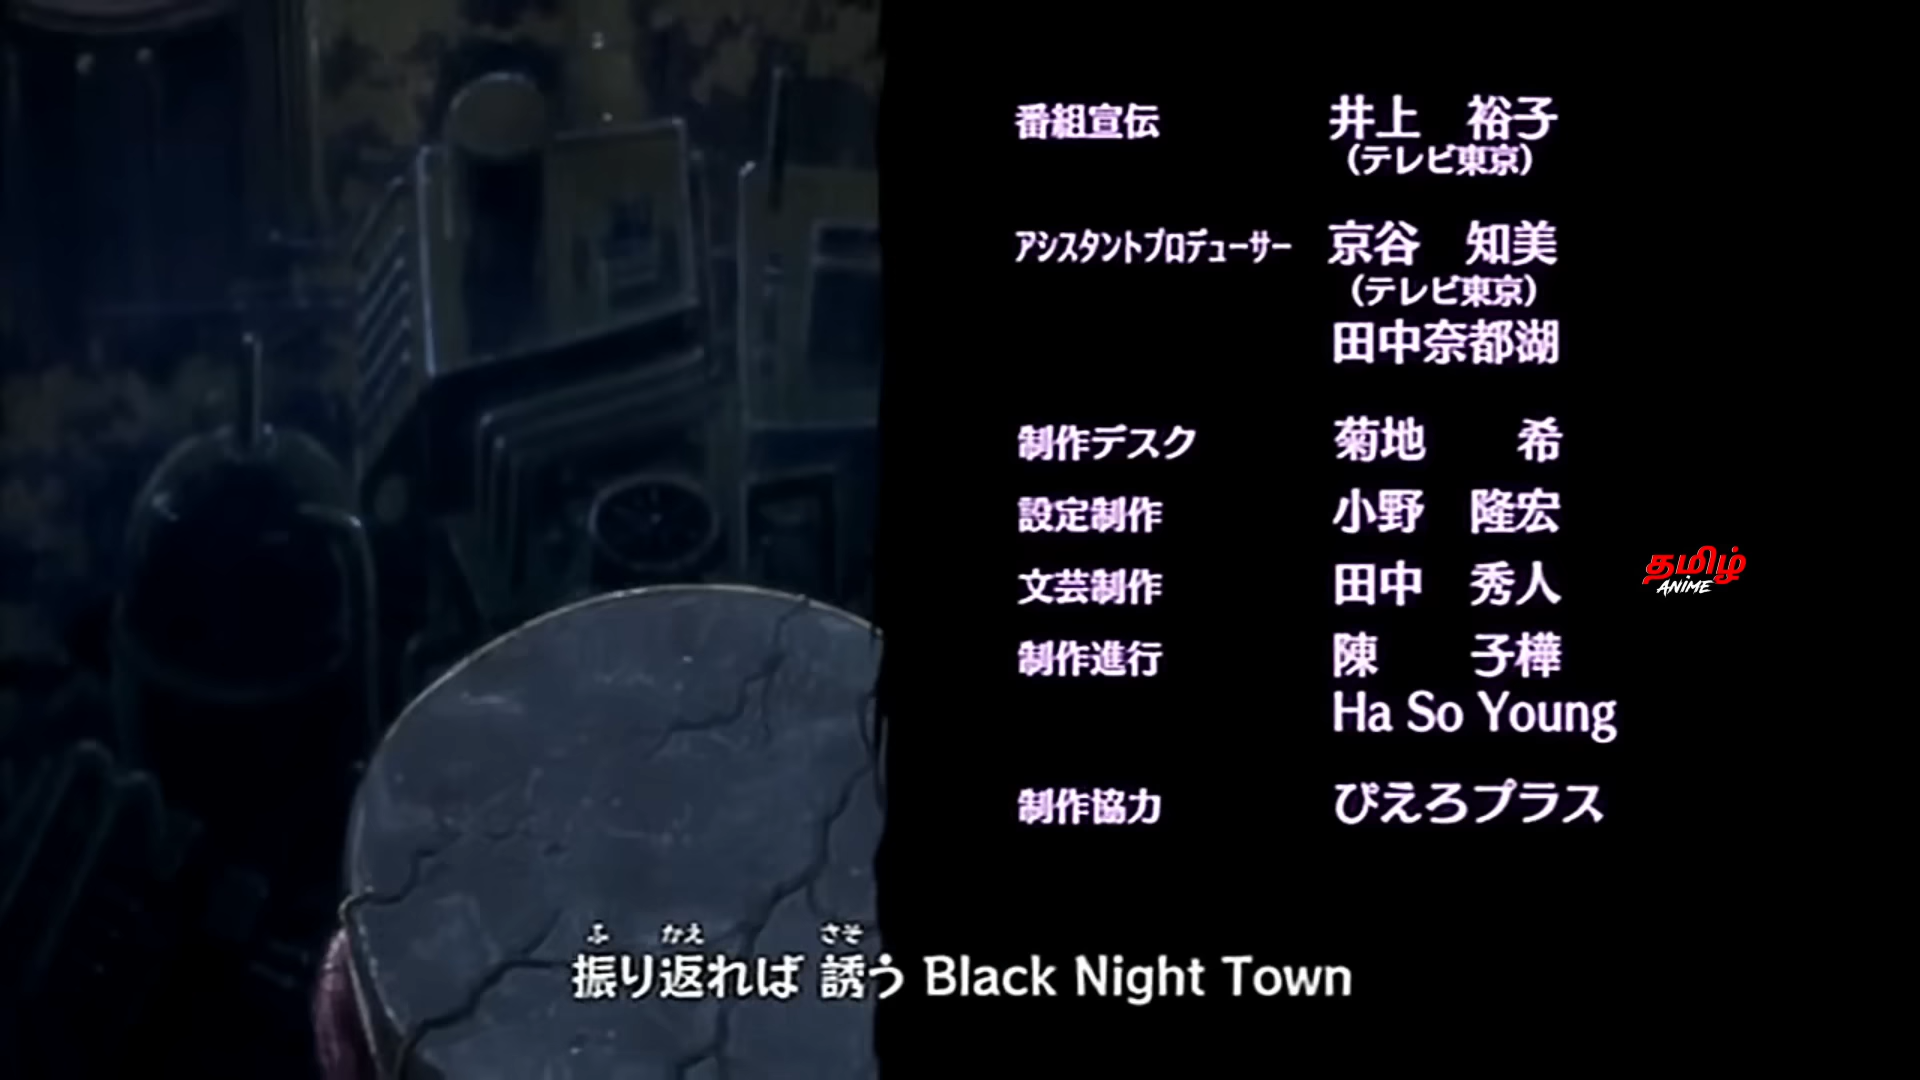 番組宣伝 井上 裕子
(テレビ東京)
アシスタントプロデューサー 京谷 知美
(テレビ東京)
田中奈都湖
制作デスク 菊地 希
設定制作 小野 隆宏
文芸制作 田中 秀人
தமிழ்
ANIME
制作進行 陳 子樺
Ha So Young
制作協力 ぴえろプラス
ふ かえ さそ
振り返れば 誘う Black Night Town